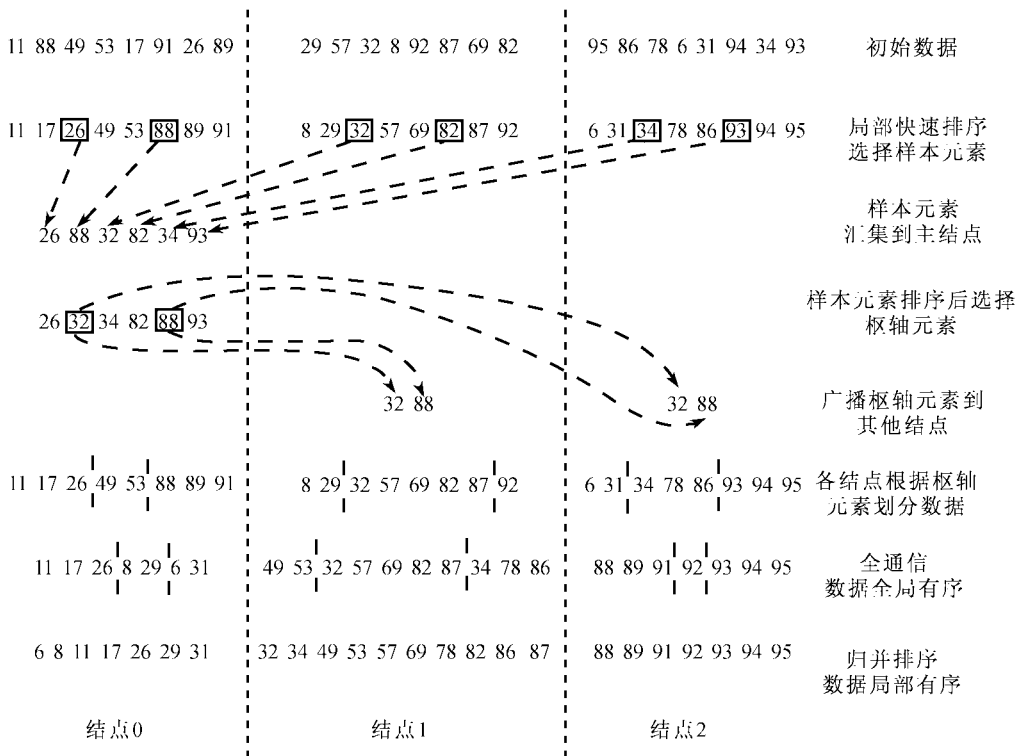 11 88 49 53 17 91 26 89 29 57 32 8 92 87 69 82 95 86 78 6 31 94 34 93 初始数据
11 17 26 49 53 88 89 91 8 29 32 57 69 82 87 92 6 31 34 78 86 93 94 95 局部快速排序
选择样本元素
样本元素
26 88 32 82 34 93 汇集到主结点
样本元素排序后选择
26 32 34 82 88 93 枢轴元素
32 88 32 88 广播枢轴元素到
其他结点
11 17 26 49 53 88 89 91 8 29 32 57 69 82 87 92 6 31 34 78 86 93 94 95 各结点根据枢轴
元素划分数据
11 17 26 8 29 6 31 49 53 32 57 69 82 87 34 78 86 88 89 91 92 93 94 95 全通信
数据全局有序
6 8 11 17 26 29 31 32 34 49 53 57 69 78 82 86 87 88 89 91 92 93 94 95 归并排序
数据局部有序
结点0 结点1 结点2